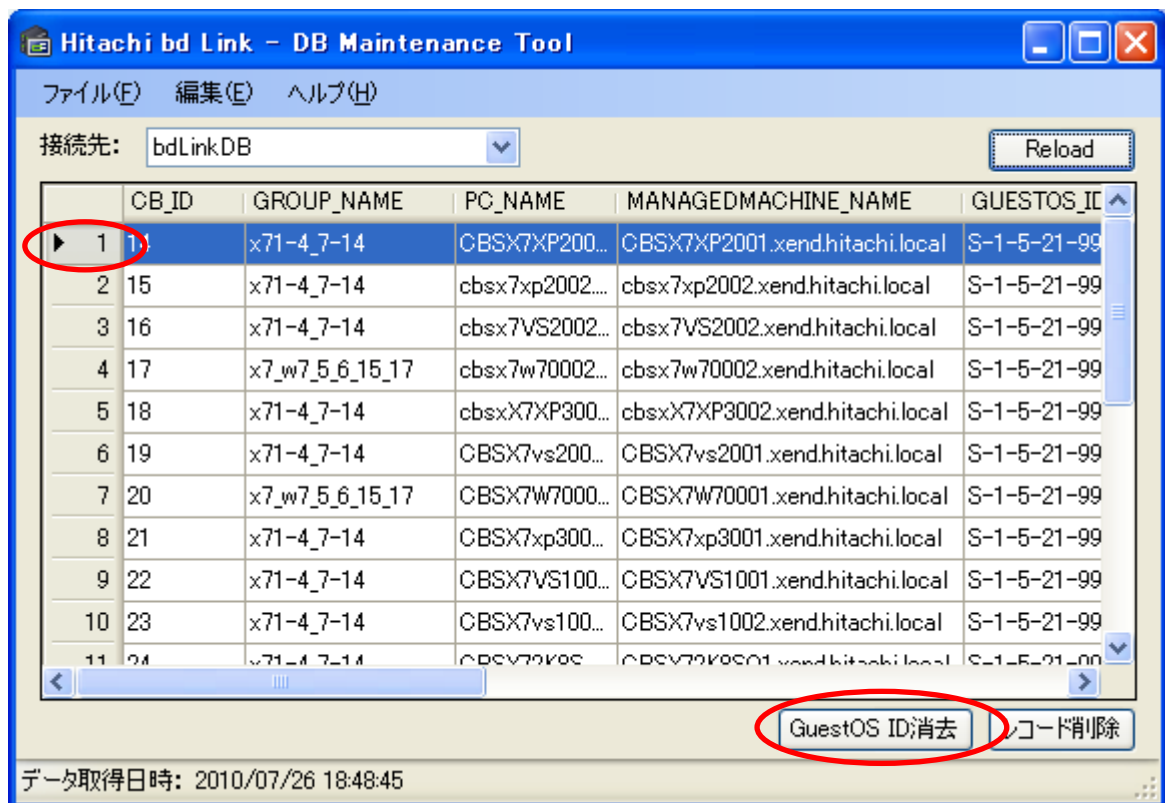 Hitachi bd Link - DB Maintenance Tool
ファイル(F) 編集(E) ヘルプ(H)
接続先: bdLinkDB Reload
CB_ID GROUP_NAME PC_NAME MANAGEDMACHINE_NAME GUESTOS_ID
1 14 x71-4_7-14 CBSX7XP200... CBSX7XP2001.xend.hitachi.local S-1-5-21-99
2 15 x71-4_7-14 cbsx7xp2002.... cbsx7xp2002.xend.hitachi.local S-1-5-21-99
3 16 x71-4_7-14 cbsx7VS2002... cbsx7VS2002.xend.hitachi.local S-1-5-21-99
4 17 x7_w7_5_6_15_17 cbsx7w70002... cbsx7w70002.xend.hitachi.local S-1-5-21-99
5 18 x71-4_7-14 cbsxX7XP300... cbsxX7XP3002.xend.hitachi.local S-1-5-21-99
6 19 x71-4_7-14 CBSX7vs200... CBSX7vs2001.xend.hitachi.local S-1-5-21-99
7 20 x7_w7_5_6_15_17 CBSX7W7000... CBSX7W70001.xend.hitachi.local S-1-5-21-99
8 21 x71-4_7-14 CBSX7xp300... CBSX7xp3001.xend.hitachi.local S-1-5-21-99
9 22 x71-4_7-14 CBSX7VS100... CBSX7VS1001.xend.hitachi.local S-1-5-21-99
10 23 x71-4_7-14 CBSX7vs100... CBSX7vs1002.xend.hitachi.local S-1-5-21-99
11 24 x71-4_7-14
GuestOS ID消去 レコード削除
データ取得日時: 2010/07/26 18:48:45